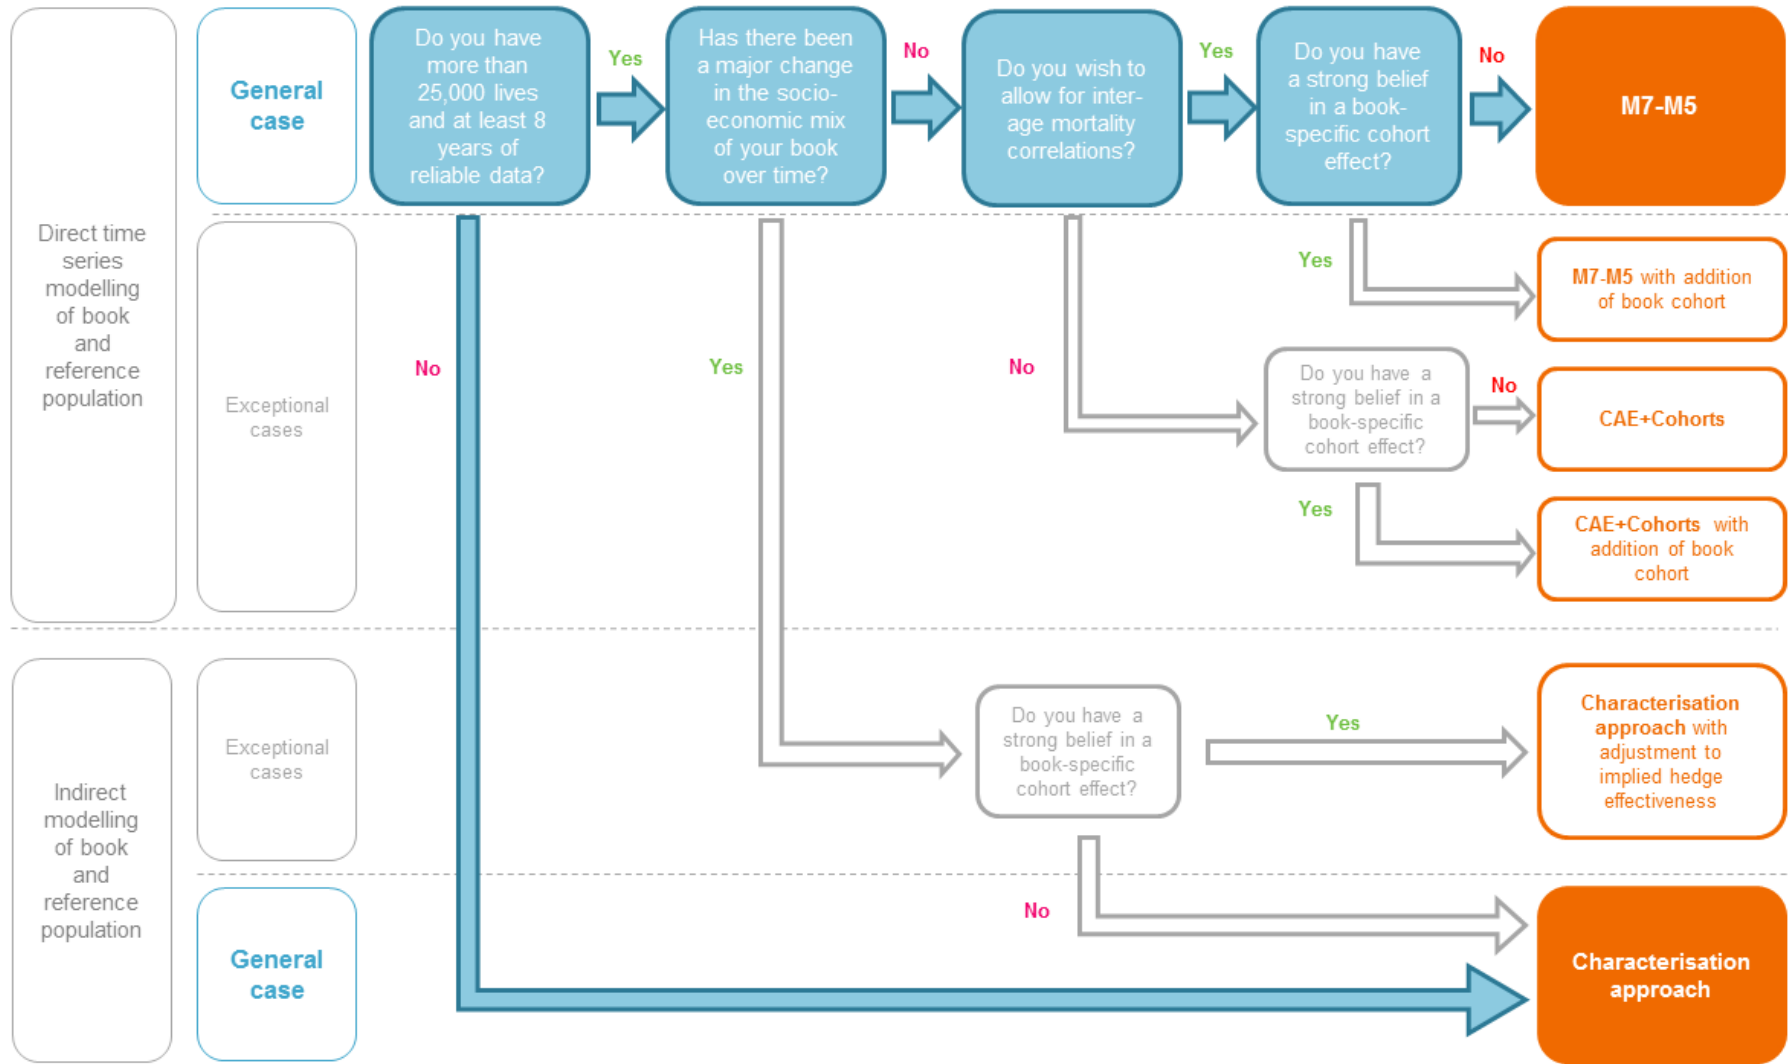 Direct time
series
modelling
of book
and
reference
population
General
case
Do you have
more than
25,000 lives
and at least 8
years of
reliable data?
Yes
Has there been
a major change
in the socio-
economic mix
of your book
over time?
No
Do you wish to
allow for inter-
age mortality
correlations?
Yes
Do you have
a strong belief
in a book-
specific cohort
effect?
No
M7-M5
Exceptional
cases
No
Yes
No
Yes
M7-M5 with addition
of book cohort
Do you have a
strong belief in a
book-specific
cohort effect?
No
CAE+Cohorts
Yes
CAE+Cohorts with
addition of book
cohort
Indirect
modelling
of book
and
reference
population
Exceptional
cases
Do you have a
strong belief in a
book-specific
cohort effect?
Yes
Characterisation
approach with
adjustment to
implied hedge
effectiveness
No
General
case
Characterisation
approach